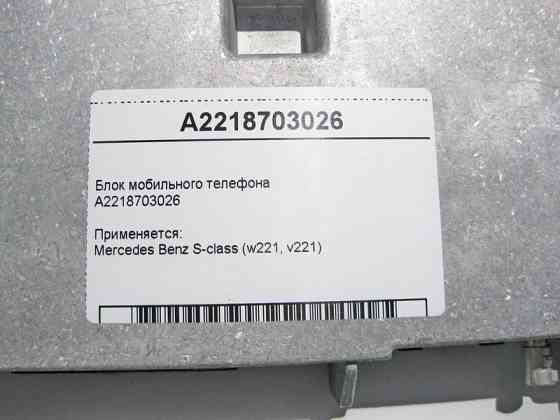 A2218703026
Блок мобильного телефона
A2218703026
Применяется:
Mercedes Benz S-class (w221, v221)